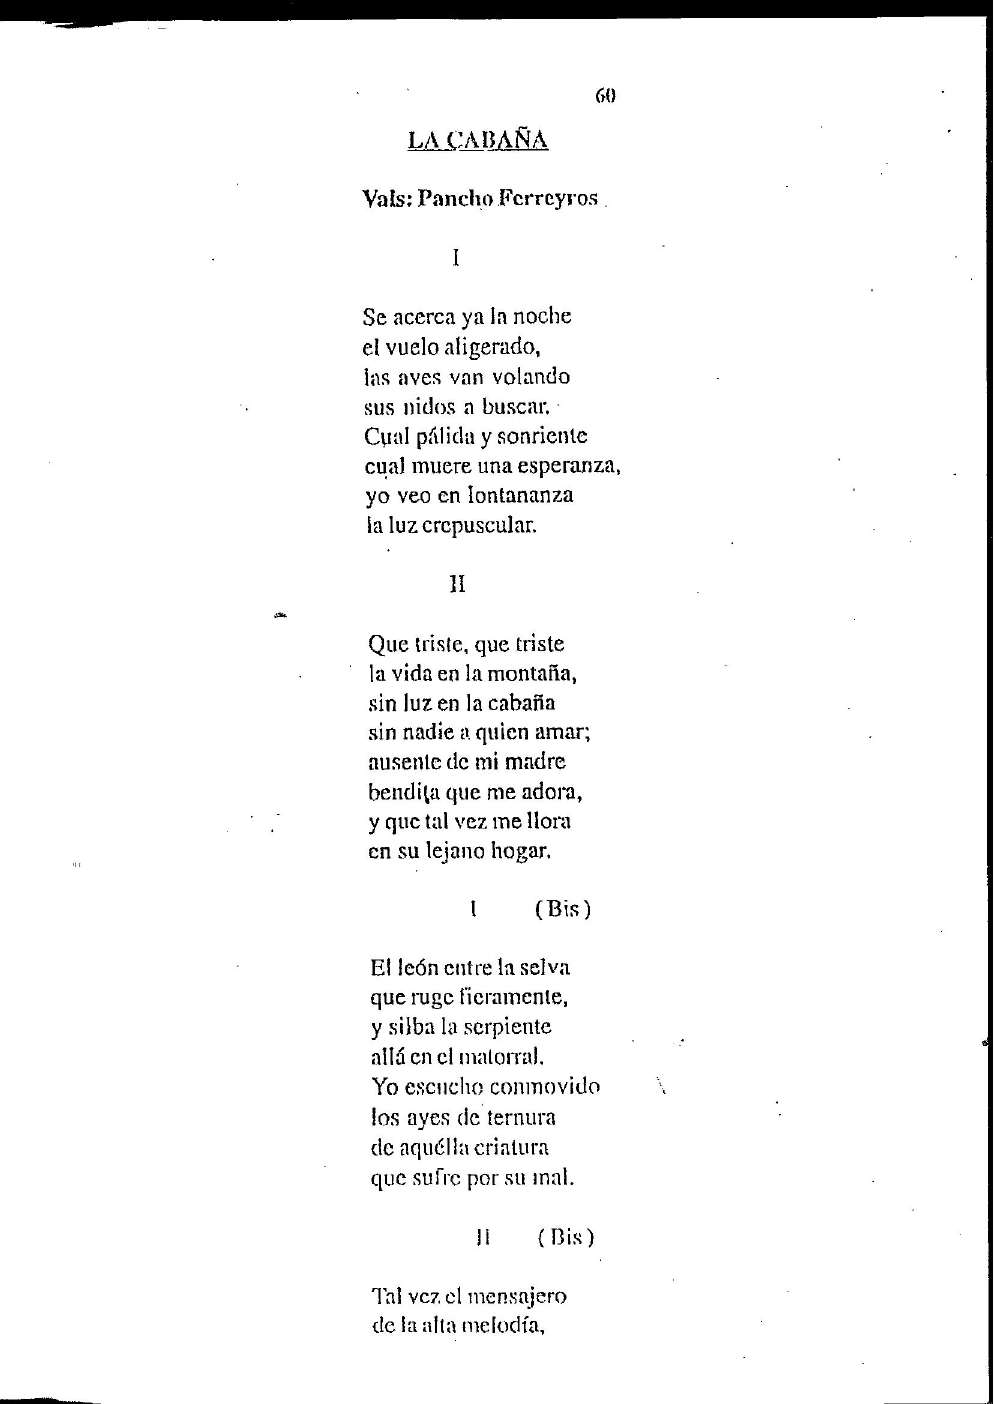 60
LA CABAÑA
Vals: Pancho Ferreyros
I
Se acerca ya la noche
el vuelo aligerado,
las aves van volando
sus nidos a buscar.
Cual pálida y sonriente
cual muere una esperanza,
yo veo en lontananza
la luz crepuscular.
II
Que triste, que triste
la vida en la montaña,
sin luz en la cabaña
sin nadie a quien amar;
ausente de mi madre
bendita que me adora,
y que tal vez me llora
en su lejano hogar.
I (Bis)
El león entre la selva
que ruge fieramente,
y silba la serpiente
allá en el matorral.
Yo escucho conmovido
los ayes de ternura
de aquélla criatura
que sufre por su mal.
II (Bis)
Tal vez el mensajero
de la alta melodía,